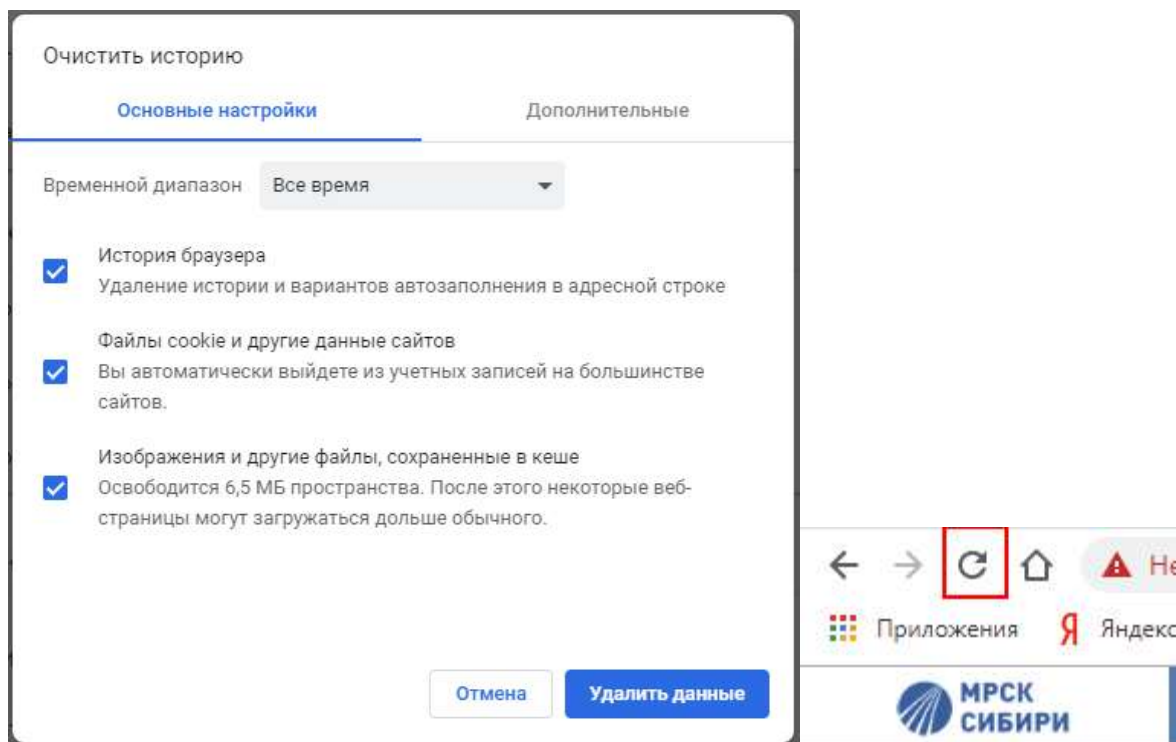 Очистить историю
Основные настройки
Дополнительные
Временной диапазон
Все время
История браузера
Удаление истории и вариантов автозаполнения в адресной строке
Файлы cookie и другие данные сайтов
Вы автоматически выйдете из учетных записей на большинстве
сайтов.
Изображения и другие файлы, сохраненные в кеше
Освободится 6,5 МБ пространства. После этого некоторые веб-
страницы могут загружаться дольше обычного.
Отмена
Удалить данные
Не
Приложения
Я
Яндекс
МРСК
СИБИРИ